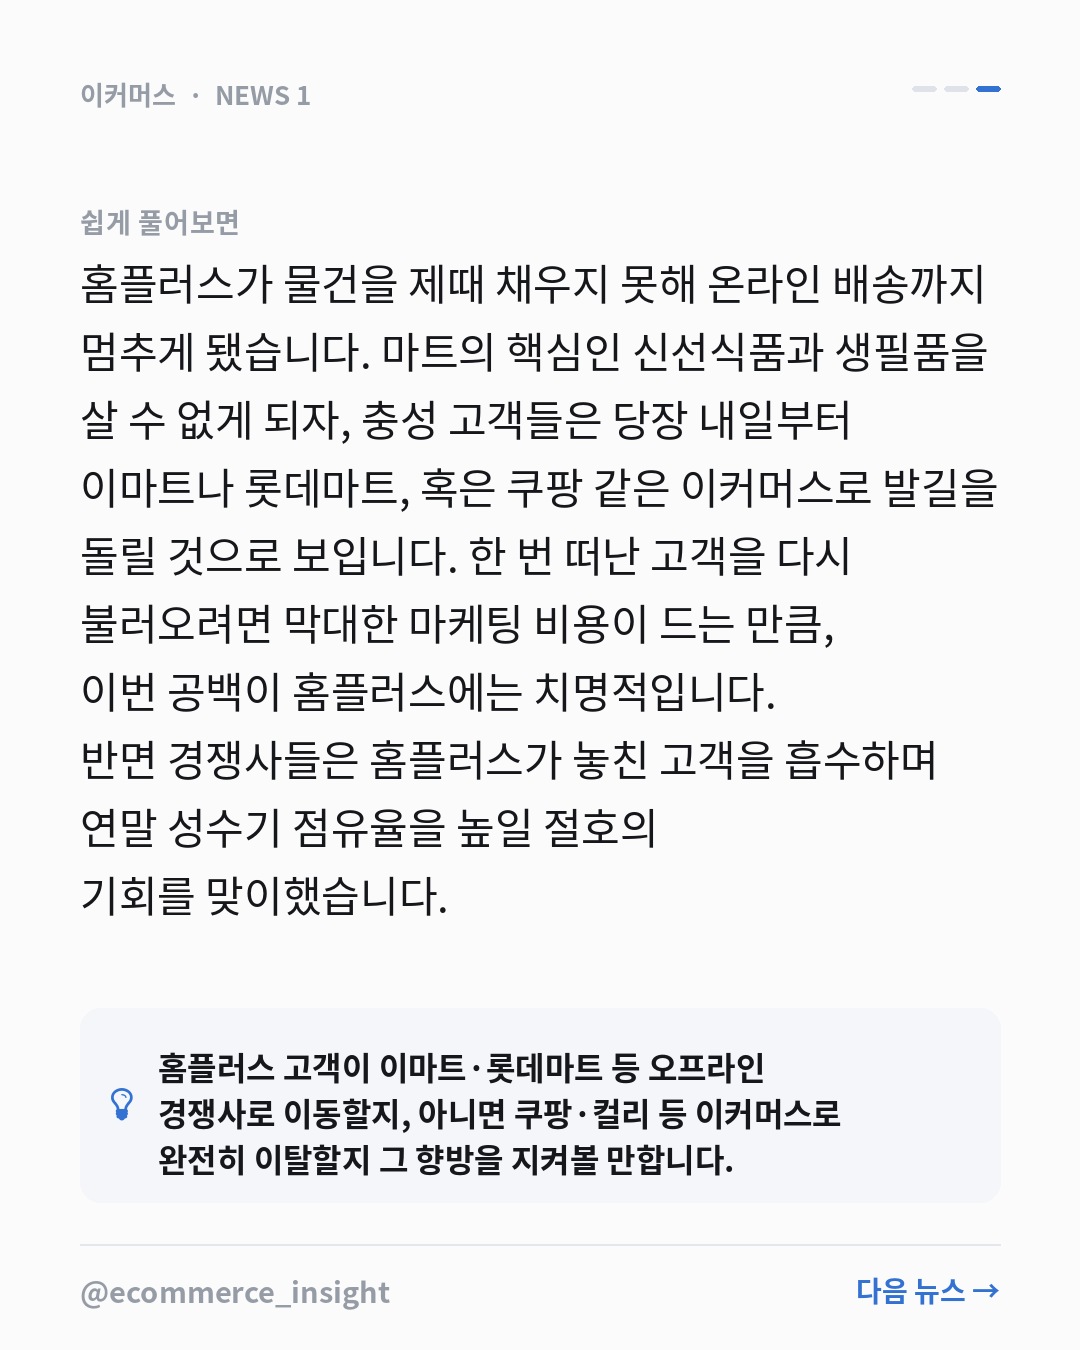 이커머스 · NEWS 1
쉽게 풀어보면
홈플러스가 물건을 제때 채우지 못해 온라인 배송까지
멈추게 됐습니다. 마트의 핵심인 신선식품과 생필품을
살 수 없게 되자, 충성 고객들은 당장 내일부터
이마트나 롯데마트, 혹은 쿠팡 같은 이커머스로 발길을
돌릴 것으로 보입니다. 한 번 떠난 고객을 다시
불러오려면 막대한 마케팅 비용이 드는 만큼,
이번 공백이 홈플러스에는 치명적입니다.
반면 경쟁사들은 홈플러스가 놓친 고객을 흡수하며
연말 성수기 점유율을 높일 절호의
기회를 맞이했습니다.
홈플러스 고객이 이마트·롯데마트 등 오프라인
경쟁사로 이동할지, 아니면 쿠팡·컬리 등 이커머스로
완전히 이탈할지 그 향방을 지켜볼 만합니다.
@ecommerce_insight
다음 뉴스 →